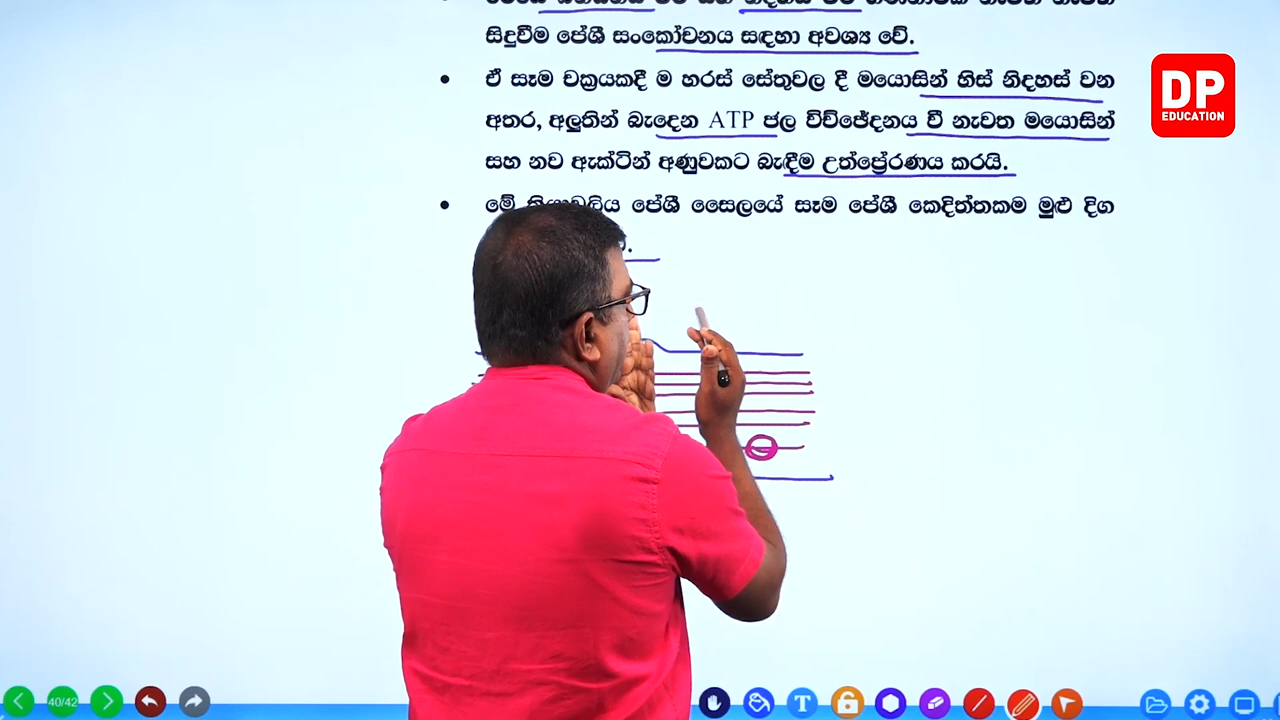 සිදුවීම පේශී සංකෝචනය සඳහා අවශ්‍ය වේ.
• ඒ සෑම චක්‍රයකදී ම හරස් සේතුවල දී මයොසින් හිස් නිදහස් වන
අතර, අලුතින් බැඳෙන ATP ජල විච්ඡේදනය වී නැවත මයොසින්
සහ නව ඇක්ටින් අණුවකට බැඳීම උත්ප්‍රේරණය කරයි.
• මේ ක්‍රියාවලිය පේශී සෛලයේ සෑම පේශී කෙදිත්තකම මුළු දිග
DP
EDUCATION
40/42
T